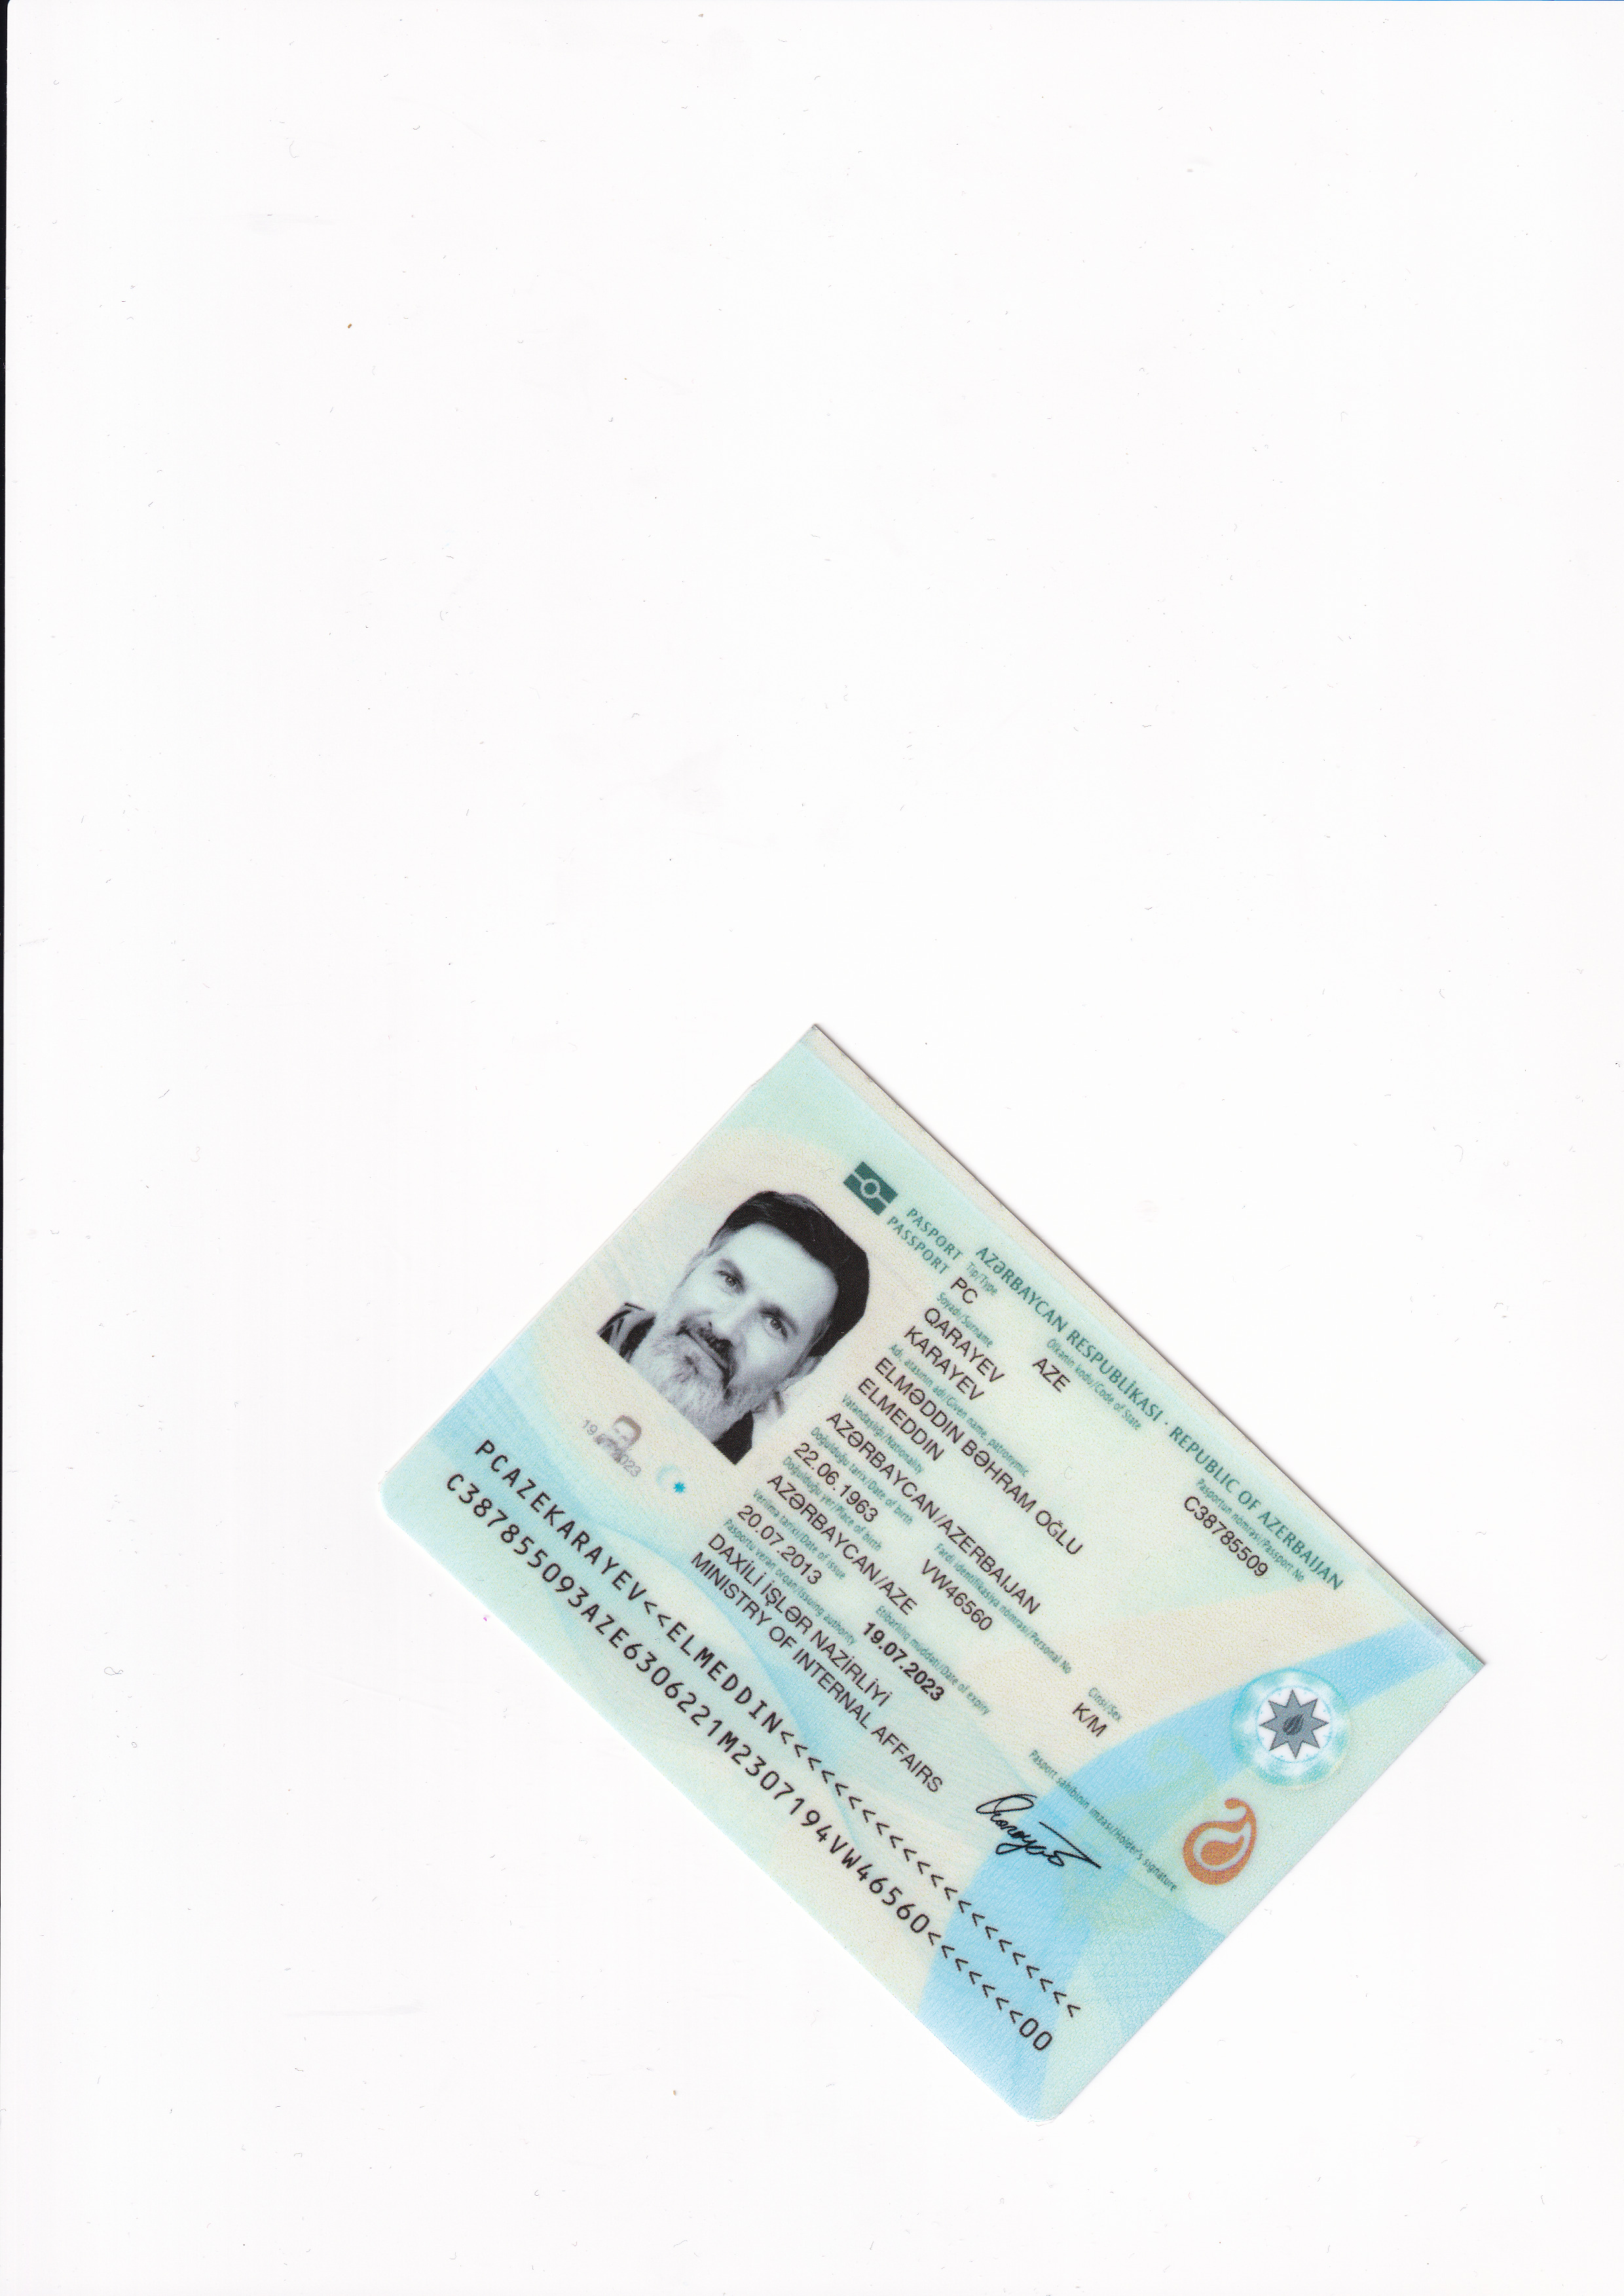 AZƏRBAYCAN RESPUBLİKASI · REPUBLIC OF AZERBAIJAN
PASPORT
PASSPORT
Tip/Type
PC
Ölkənin kodu/Code of State
AZE
Pasportun nömrəsi/Passport No
C38785509
Soyadı/Surname
QARAYEV
KARAYEV
Adı, atasının adı/Given name, patronymic
ELMƏDDIN BƏHRAM OĞLU
ELMEDDIN
Vətəndaşlığı/Nationality
AZƏRBAYCAN/AZERBAIJAN
Doğulduğu tarix/Date of birth
22.06.1963
Fərdi identifikasiya nömrəsi/Personal No
VW46560
Doğulduğu yer/Place of birth
AZƏRBAYCAN/AZE
Cinsi/Sex
K/M
Verilmə tarixi/Date of issue
20.07.2013
Etibarlılıq müddəti/Date of expiry
19.07.2023
Pasportu verən orqan/Issuing authority
DAXİLİ İŞLƏR NAZİRLİYİ
MINISTRY OF INTERNAL AFFAIRS
Pasport sahibinin imzası/Holder's signature
PCAZEKARAYEV<<ELMEDDIN<<<<<<<<<<<<<<<<<<<<<<
C387855093AZE6306221M2307194VW46560<<<<<<<00